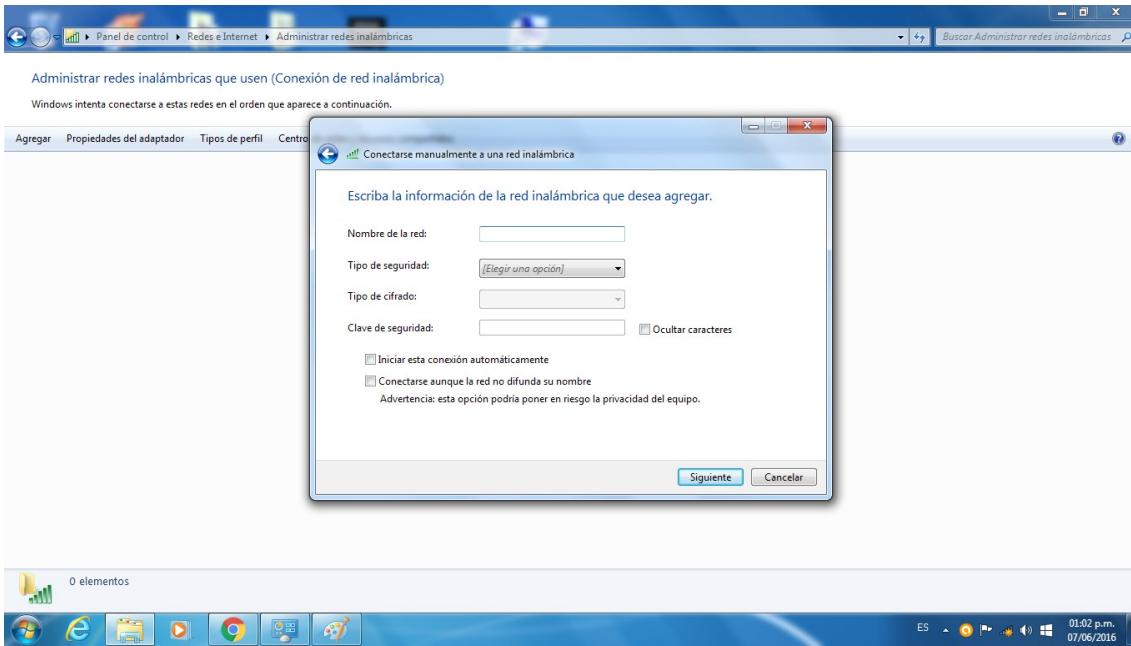 Panel de control ▸ Redes e Internet ▸ Administrar redes inalámbricas
Buscar Administrar redes inalámbricas
Administrar redes inalámbricas que usen (Conexión de red inalámbrica)
Windows intenta conectarse a estas redes en el orden que aparece a continuación.
Agregar Propiedades del adaptador Tipos de perfil Centro
Conectarse manualmente a una red inalámbrica
Escriba la información de la red inalámbrica que desea agregar.
Nombre de la red:
Tipo de seguridad: [Elegir una opción]
Tipo de cifrado:
Clave de seguridad: Ocultar caracteres
Iniciar esta conexión automáticamente
Conectarse aunque la red no difunda su nombre
Advertencia: esta opción podría poner en riesgo la privacidad del equipo.
Siguiente Cancelar
0 elementos
ES 01:02 p.m.
07/06/2016